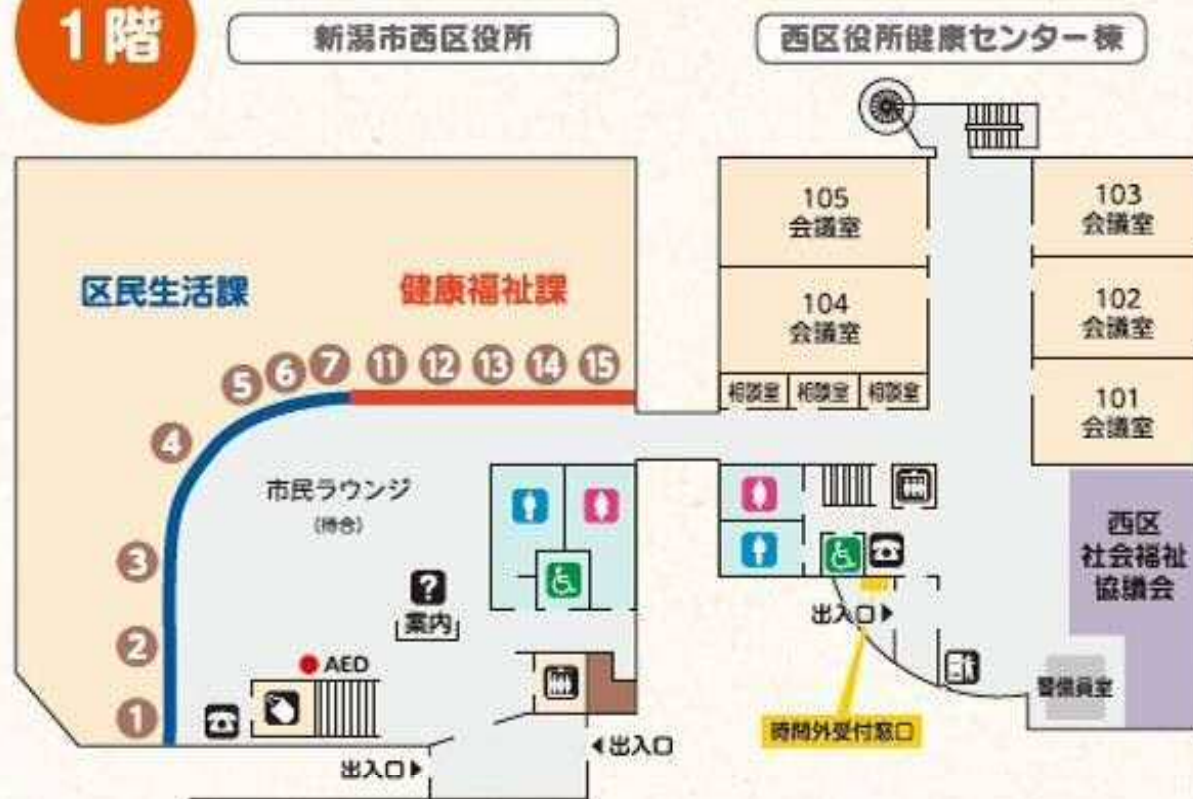 1階
新潟市西区役所
西区役所健康センター棟
区民生活課
健康福祉課
1
2
3
4
5
6
7
11
12
13
14
15
市民ラウンジ
(待合)
?
案内
AED
出入口▶
◀出入口
105
会議室
104
会議室
相談室
相談室
相談室
103
会議室
102
会議室
101
会議室
西区
社会福祉
協議会
出入口▶
時間外受付窓口
警備員室